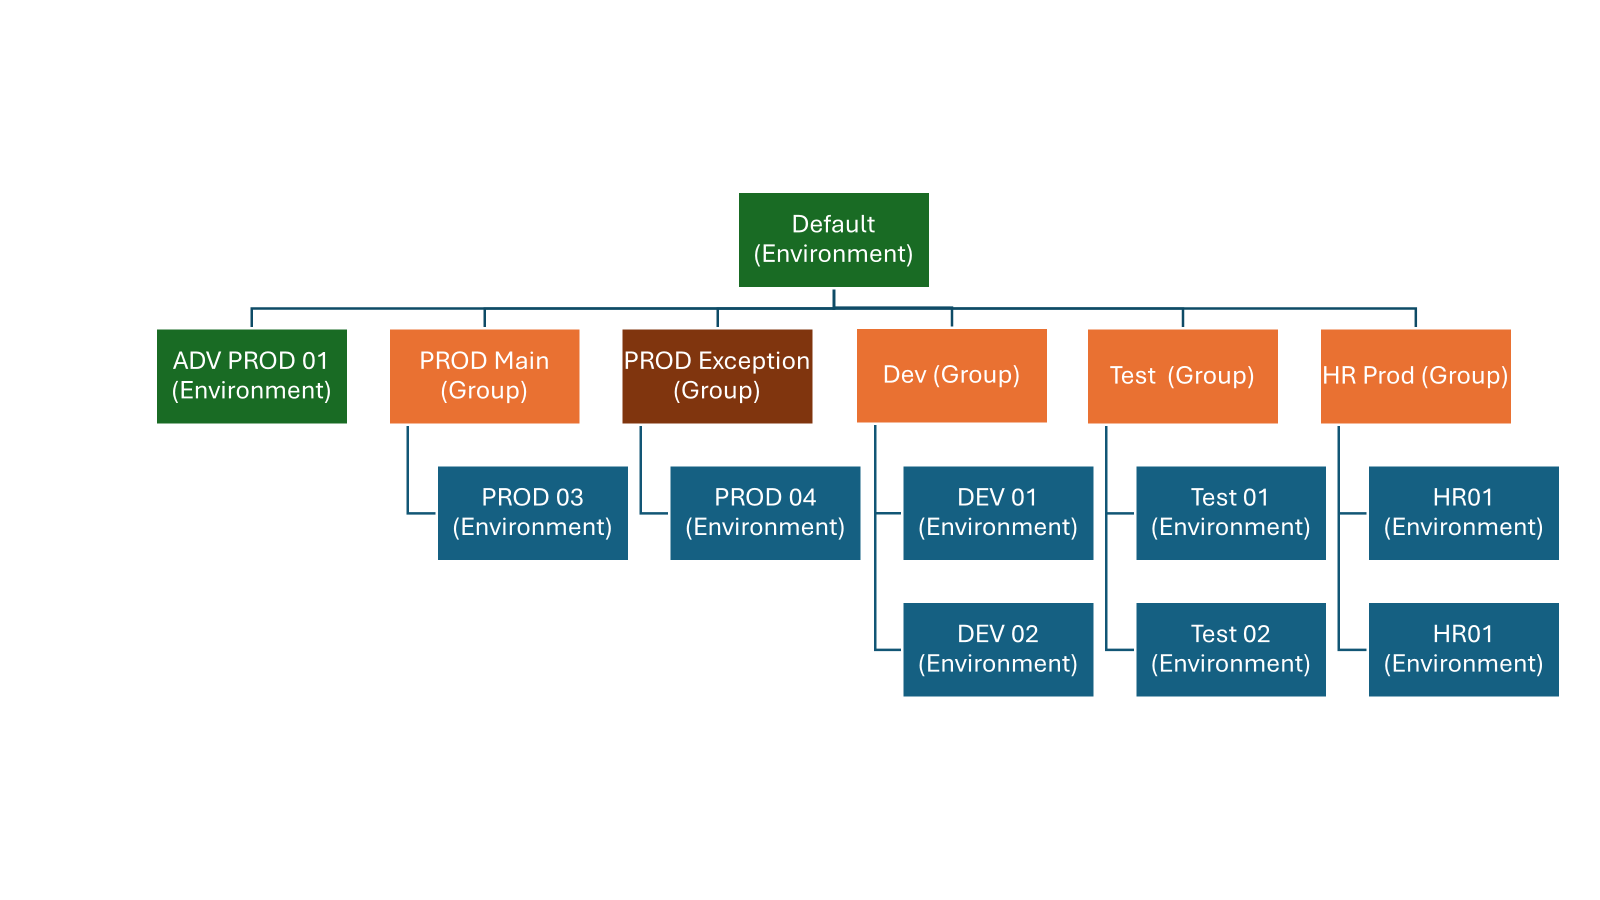 Default
(Environment)
ADV PROD 01
(Environment)
PROD Main
(Group)
PROD Exception
(Group)
Dev (Group)
Test  (Group)
HR Prod (Group)
PROD 03
(Environment)
PROD 04
(Environment)
DEV 01
(Environment)
Test 01
(Environment)
HR01
(Environment)
DEV 02
(Environment)
Test 02
(Environment)
HR01
(Environment)